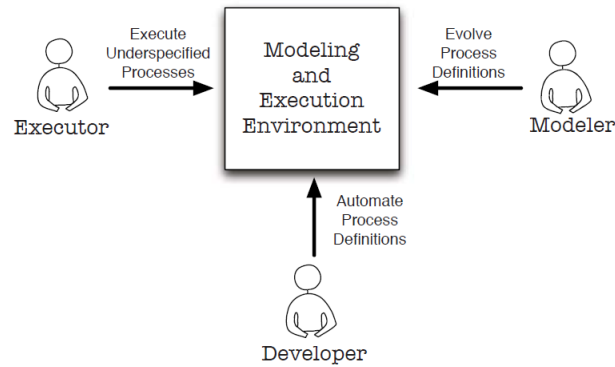 Execute
Underspecified
Processes
Executor
Modeling
and
Execution
Environment
Evolve
Process
Definitions
Modeler
Automate
Process
Definitions
Developer